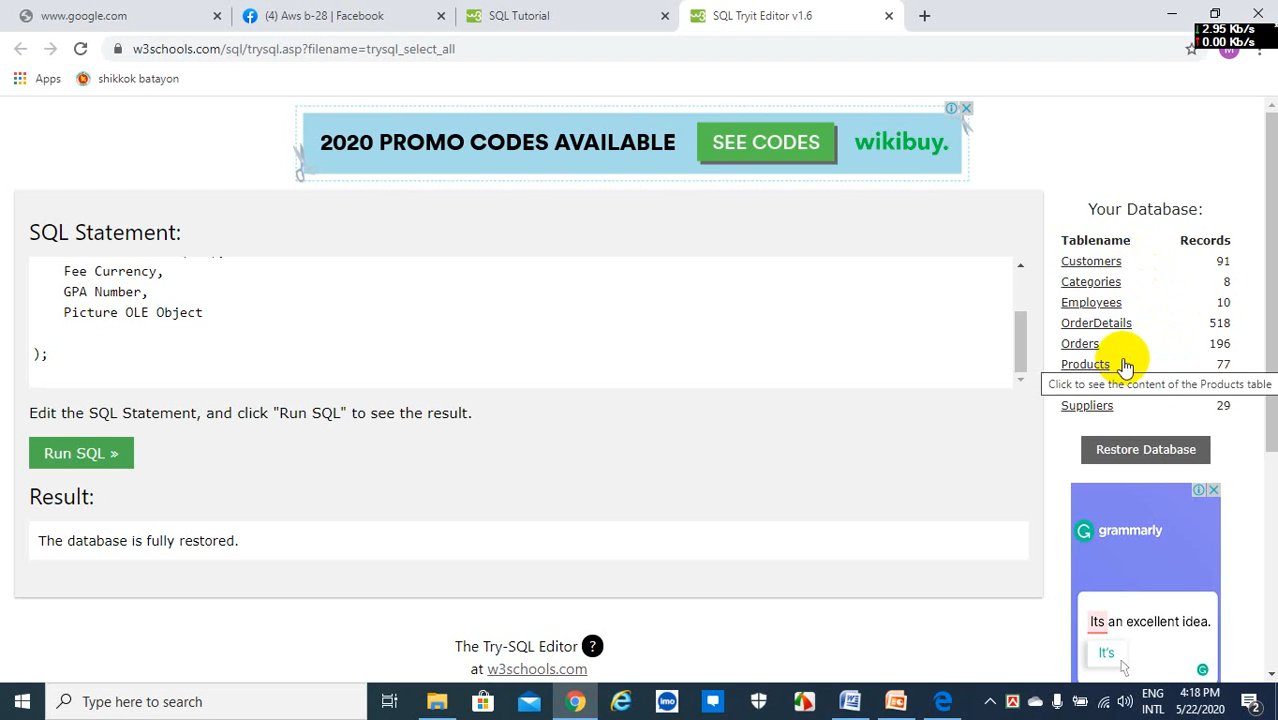 www.google.com
(4) Aws b-28 | Facebook
SQL Tutorial
SQL Tryit Editor v1.6
2.95 Kb/s
0.00 Kb/s
w3schools.com/sql/trysql.asp?filename=trysql_select_all
Apps
shikkok batayon
2020 PROMO CODES AVAILABLE
SEE CODES
wikibuy.
SQL Statement:
Fee Currency,
GPA Number,
Picture OLE Object
);
Edit the SQL Statement, and click "Run SQL" to see the result.
Run SQL »
Result:
The database is fully restored.
The Try-SQL Editor ?
at w3schools.com
Your Database:
Tablename Records
Customers 91
Categories 8
Employees 10
OrderDetails 518
Orders 196
Products 77
Click to see the content of the Products table
Suppliers 29
Restore Database
grammarly
Its an excellent idea.
It's
Type here to search
imo
ENG
INTL
4:18 PM
5/22/2020
2